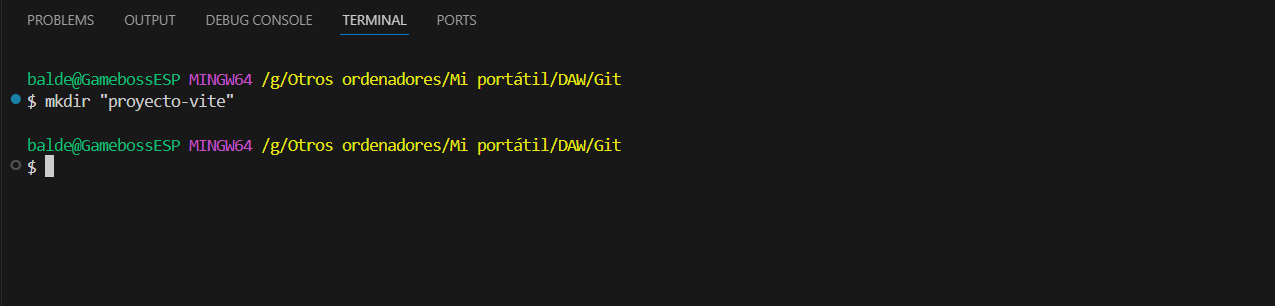 PROBLEMS OUTPUT DEBUG CONSOLE TERMINAL PORTS
balde@GamebossESP MINGW64 /g/Otros ordenadores/Mi portátil/DAW/Git
$ mkdir "proyecto-vite"
balde@GamebossESP MINGW64 /g/Otros ordenadores/Mi portátil/DAW/Git
$